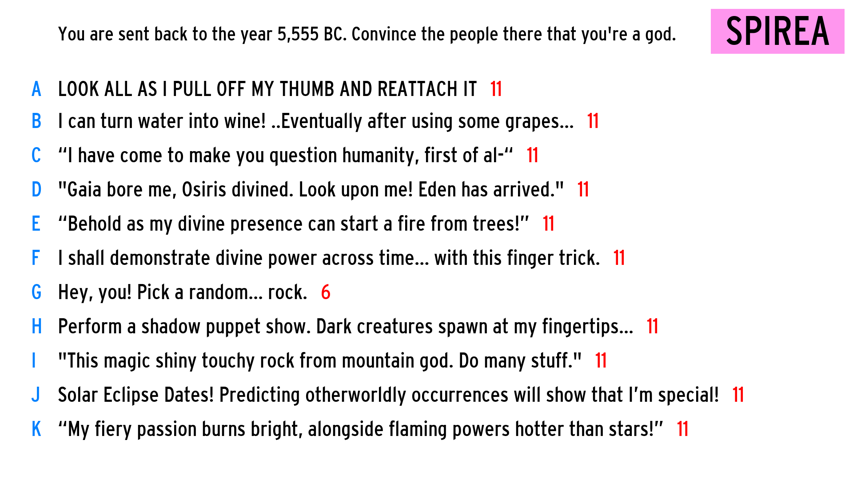 You are sent back to the year 5,555 BC. Convince the people there that you're a god.
SPIREA
A LOOK ALL AS I PULL OFF MY THUMB AND REATTACH IT 11
B I can turn water into wine! ..Eventually after using some grapes... 11
C “I have come to make you question humanity, first of al-“ 11
D "Gaia bore me, Osiris divined. Look upon me! Eden has arrived." 11
E “Behold as my divine presence can start a fire from trees!” 11
F I shall demonstrate divine power across time... with this finger trick. 11
G Hey, you! Pick a random... rock. 6
H Perform a shadow puppet show. Dark creatures spawn at my fingertips... 11
I "This magic shiny touchy rock from mountain god. Do many stuff." 11
J Solar Eclipse Dates! Predicting otherworldly occurrences will show that I’m special! 11
K “My fiery passion burns bright, alongside flaming powers hotter than stars!” 11